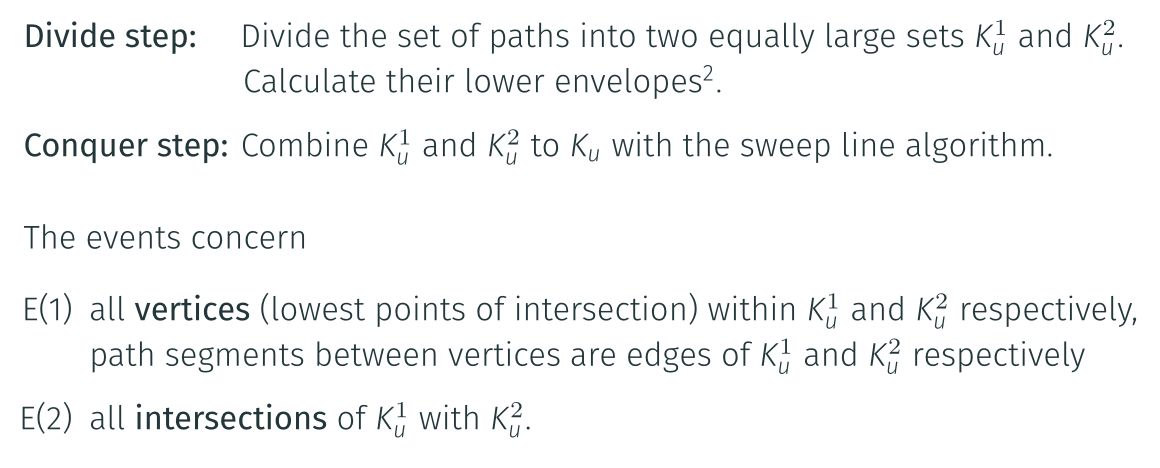 Divide step: Divide the set of paths into two equally large sets $K_u^1$ and $K_u^2$.
Calculate their lower envelopes².
Conquer step: Combine $K_u^1$ and $K_u^2$ to $K_u$ with the sweep line algorithm.
The events concern
E(1) all vertices (lowest points of intersection) within $K_u^1$ and $K_u^2$ respectively,
path segments between vertices are edges of $K_u^1$ and $K_u^2$ respectively
E(2) all intersections of $K_u^1$ with $K_u^2$.